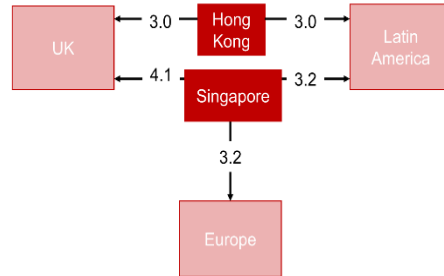 Hong
Kong
3.0
3.0
UK
Latin
America
4.1
3.2
Singapore
3.2
Europe